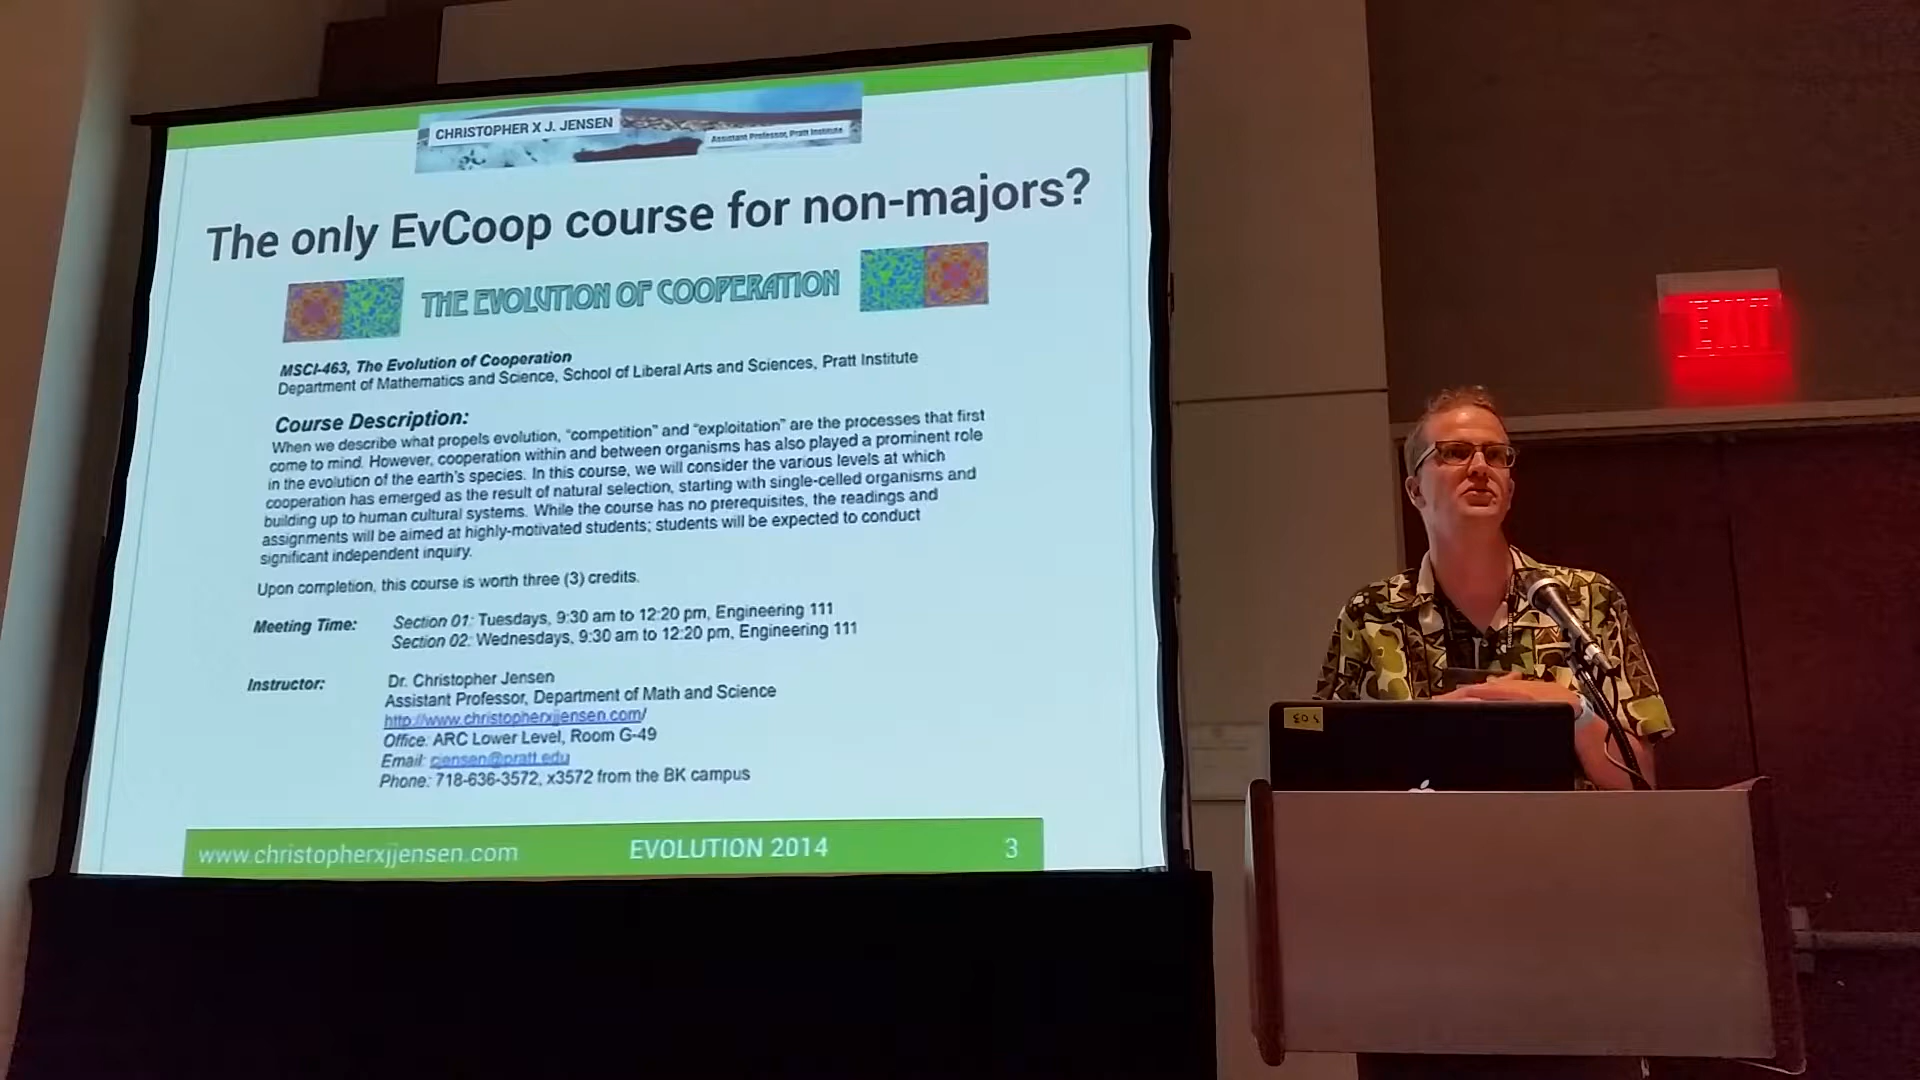 CHRISTOPHER X J. JENSEN
Assistant Professor, Pratt Institute
The only EvCoop course for non-majors?
THE EVOLUTION OF COOPERATION
MSCI-463, The Evolution of Cooperation
Department of Mathematics and Science, School of Liberal Arts and Sciences, Pratt Institute
Course Description:
When we describe what propels evolution, "competition" and "exploitation" are the processes that first
come to mind. However, cooperation within and between organisms has also played a prominent role
in the evolution of the earth's species. In this course, we will consider the various levels at which
cooperation has emerged as the result of natural selection, starting with single-celled organisms and
building up to human cultural systems. While the course has no prerequisites, the readings and
assignments will be aimed at highly-motivated students; students will be expected to conduct
significant independent inquiry.
Upon completion, this course is worth three (3) credits.
Meeting Time: Section 01: Tuesdays, 9:30 am to 12:20 pm, Engineering 111
Section 02: Wednesdays, 9:30 am to 12:20 pm, Engineering 111
Instructor: Dr. Christopher Jensen
Assistant Professor, Department of Math and Science
http://www.christopherxjjensen.com/
Office: ARC Lower Level, Room G-49
Email: cjensen@pratt.edu
Phone: 718-636-3572, x3572 from the BK campus
www.christopherxjjensen.com EVOLUTION 2014 3